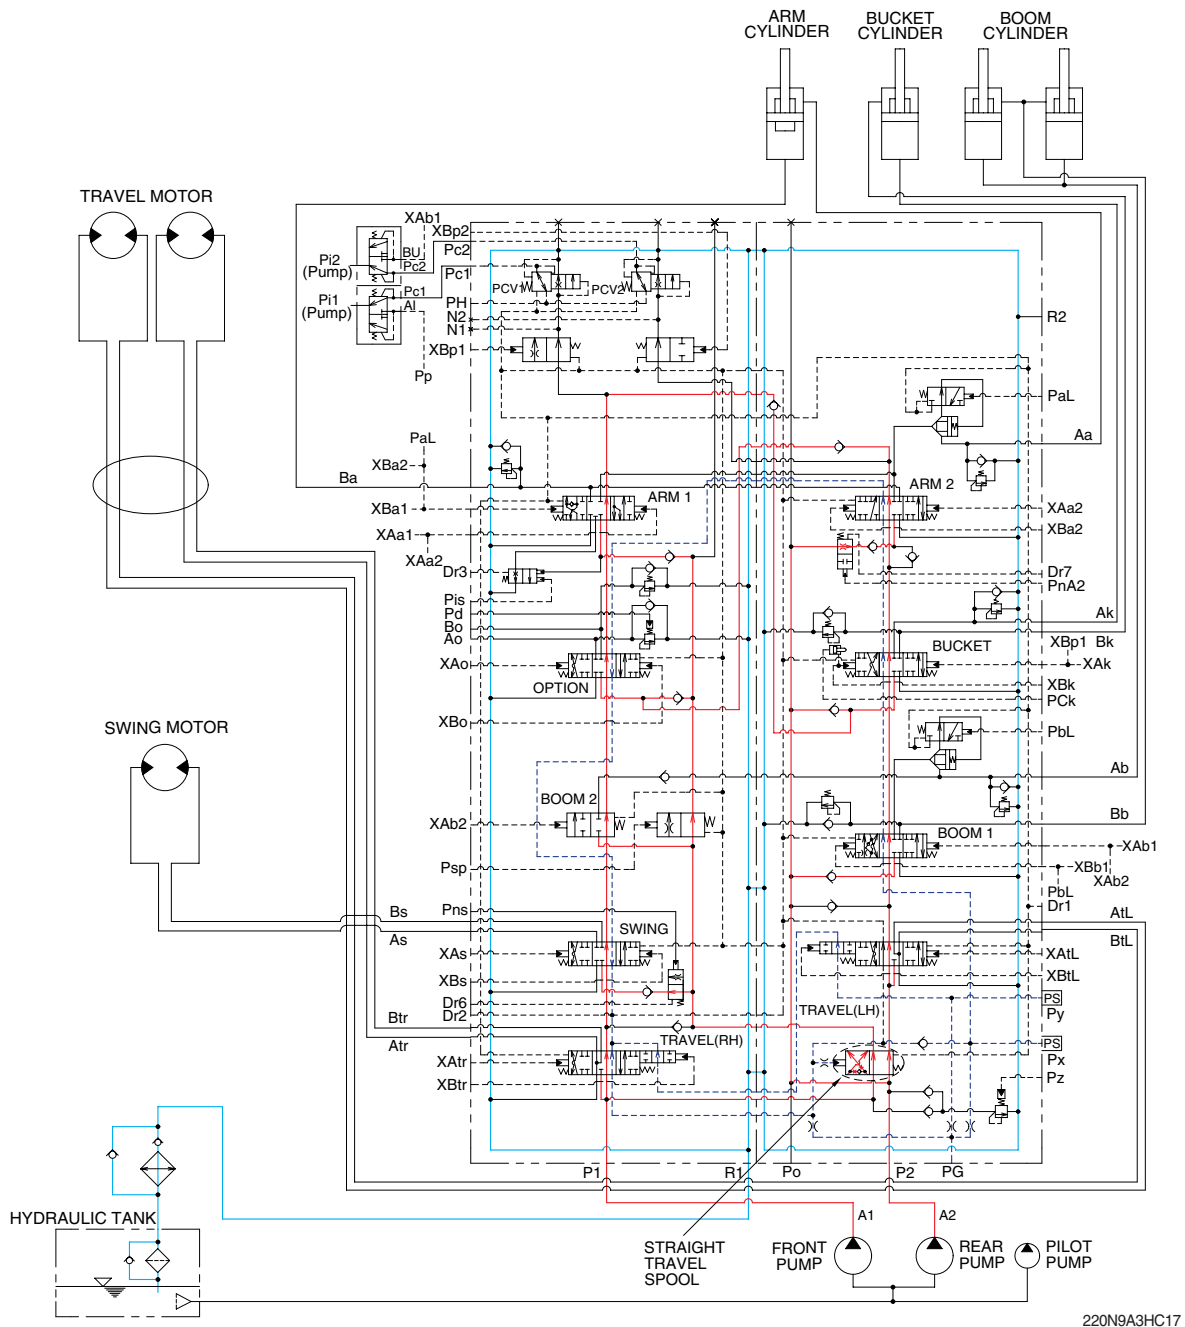 ARM
CYLINDER
BUCKET
CYLINDER
BOOM
CYLINDER
TRAVEL MOTOR
XAb1
XBp2
Pc2
Pc1
BU
Pc2
Pi2
(Pump)
Pc1
AI
Pi1
(Pump)
PCV1
PCV2
PH
N2
N1
XBp1
Pp
R2
PaL
Aa
PaL
XBa2
Ba
XBa1
XAa1
XAa2
ARM 1
ARM 2
XAa2
XBa2
Dr3
Pis
Pd
Bo
Ao
Dr7
PnA2
Ak
XBp1 Bk
XAo
OPTION
BUCKET
XAk
XBk
PCk
XBo
PbL
SWING MOTOR
Ab
BOOM 2
Bb
XAb2
BOOM 1
XAb1
XBb1
XAb2
PbL
Dr1
Psp
Pns
Bs
As
SWING
AtL
BtL
XAs
XBs
XAtL
XBtL
Dr6
Dr2
TRAVEL(LH)
PS
Py
Btr
Atr
TRAVEL(RH)
PS
Px
XAtr
XBtr
Pz
P1
R1
Po
P2
PG
A1
A2
HYDRAULIC TANK
STRAIGHT
TRAVEL
SPOOL
FRONT
PUMP
REAR
PUMP
PILOT
PUMP
220N9A3HC17